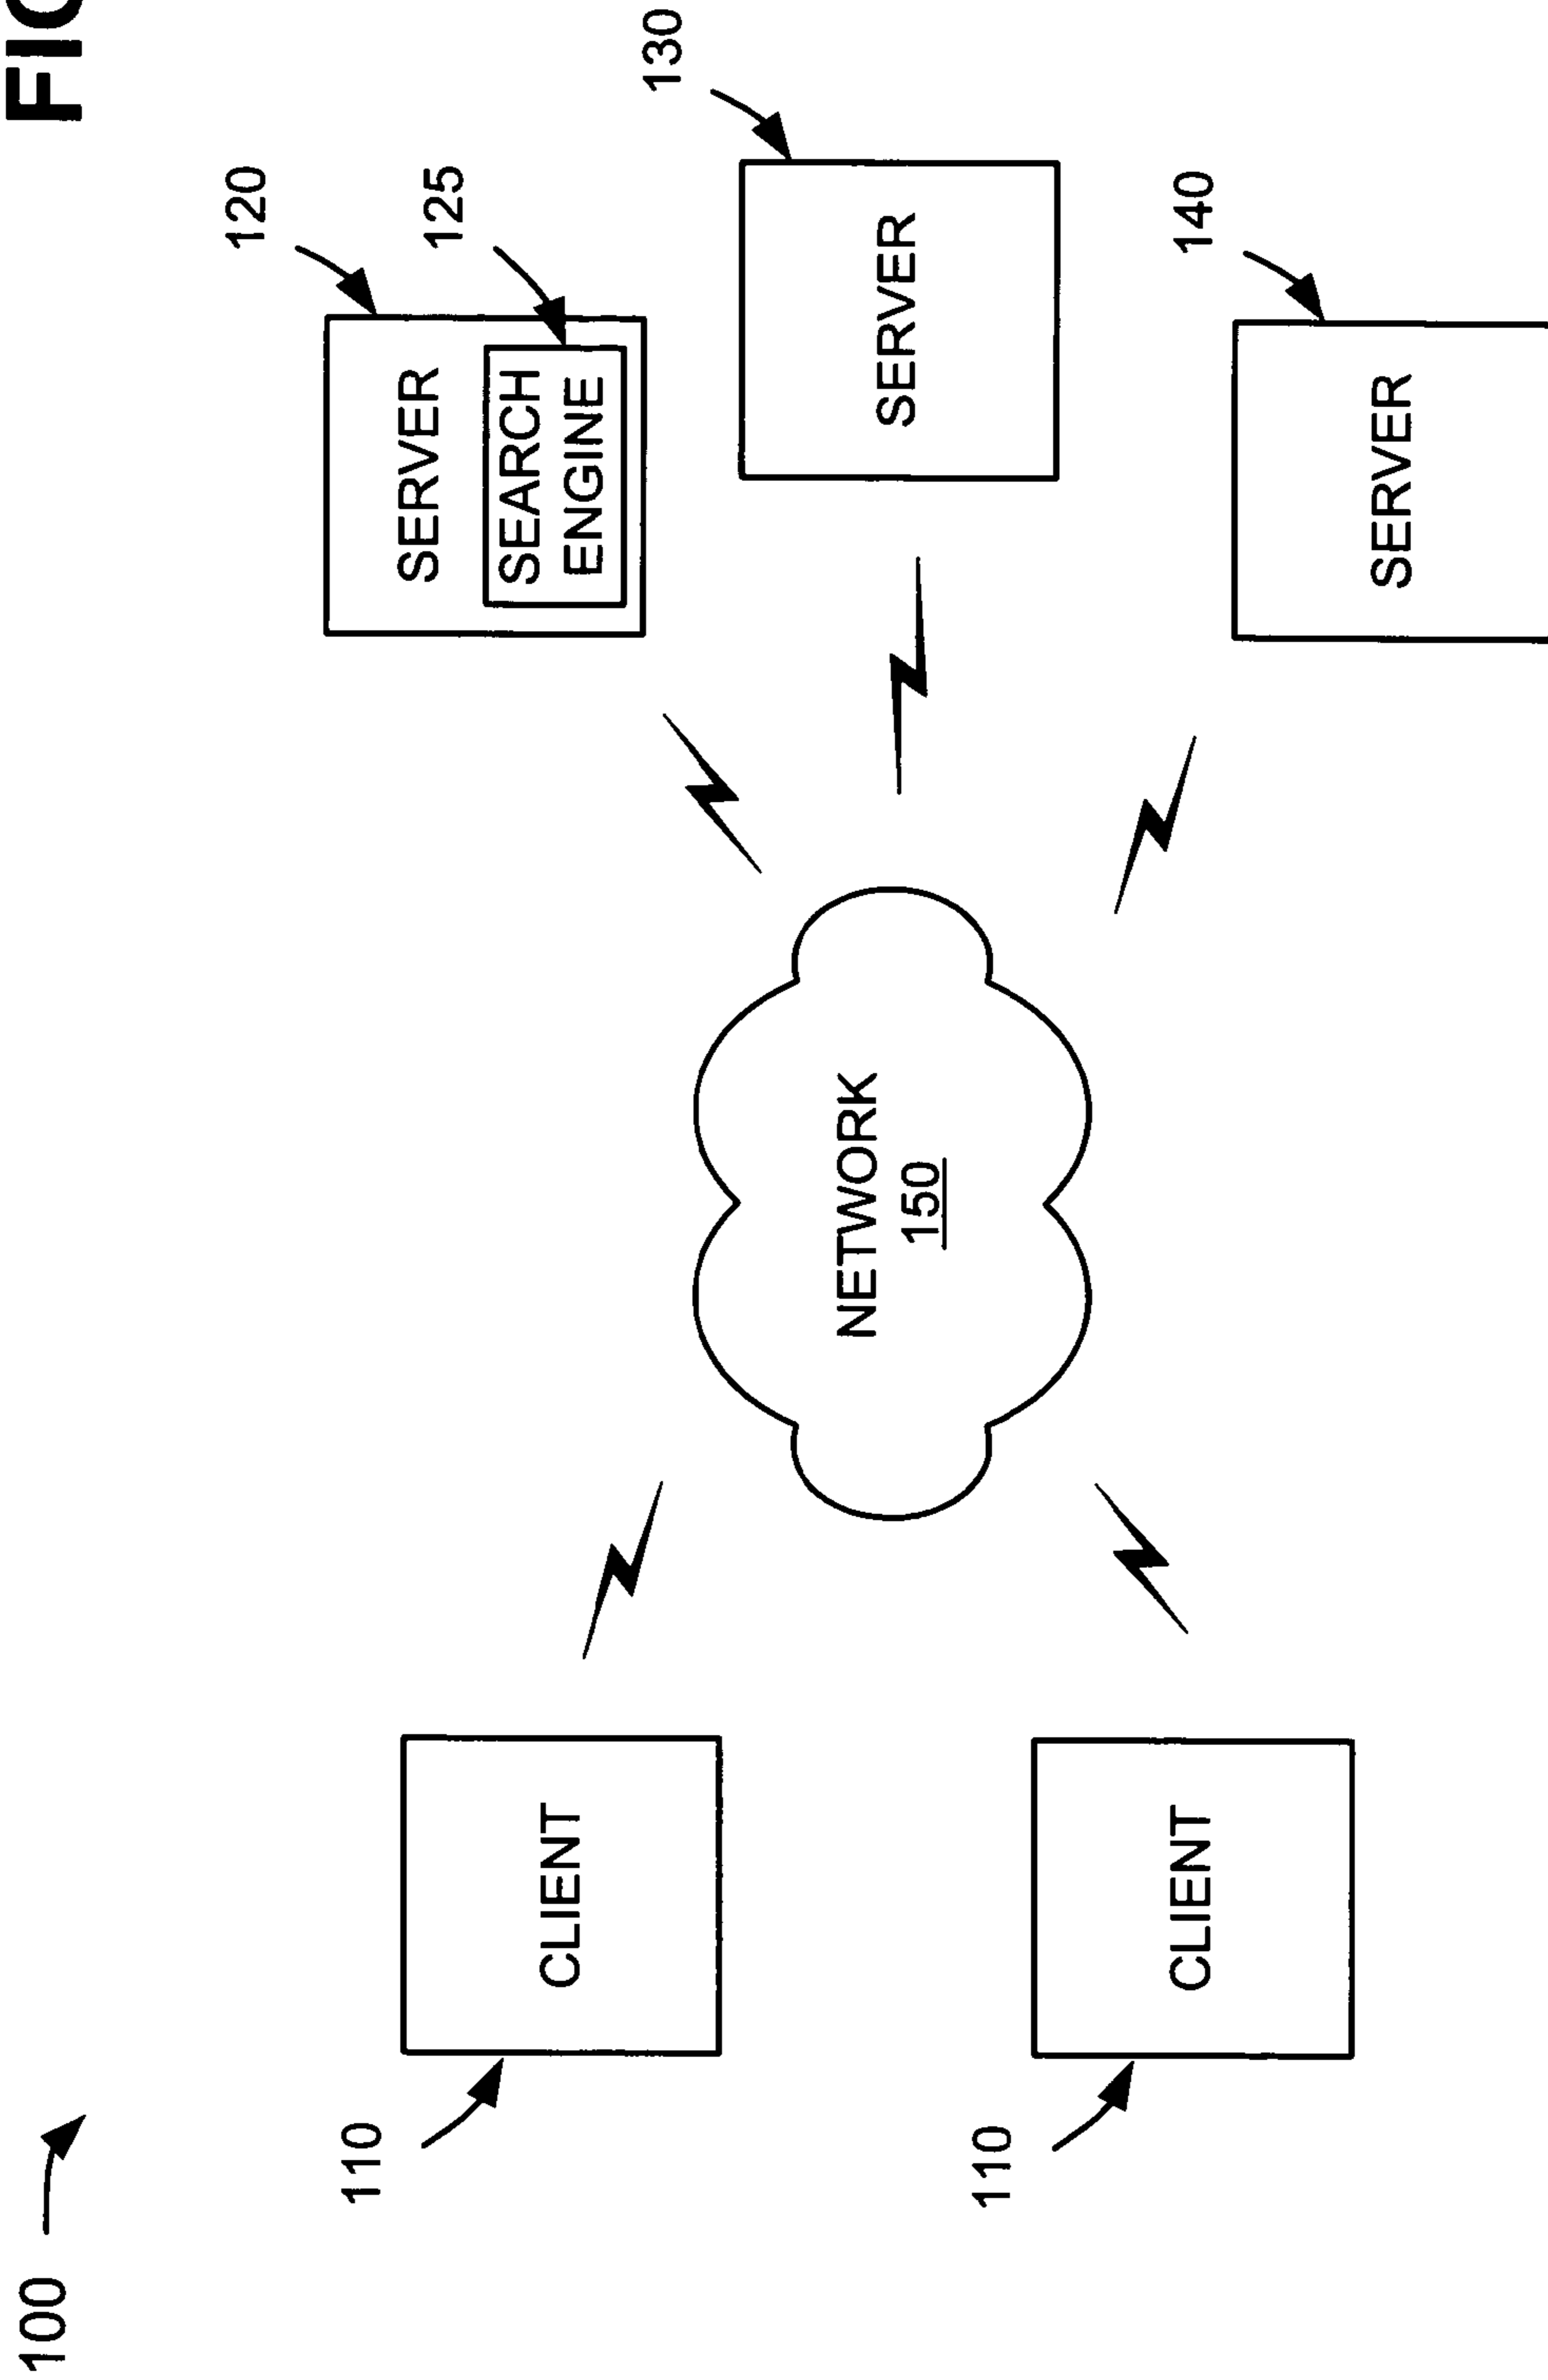 FIG
100
110
CLIENT
110
CLIENT
NETWORK
150
120
SERVER
125
SEARCH
ENGINE
130
SERVER
140
SERVER